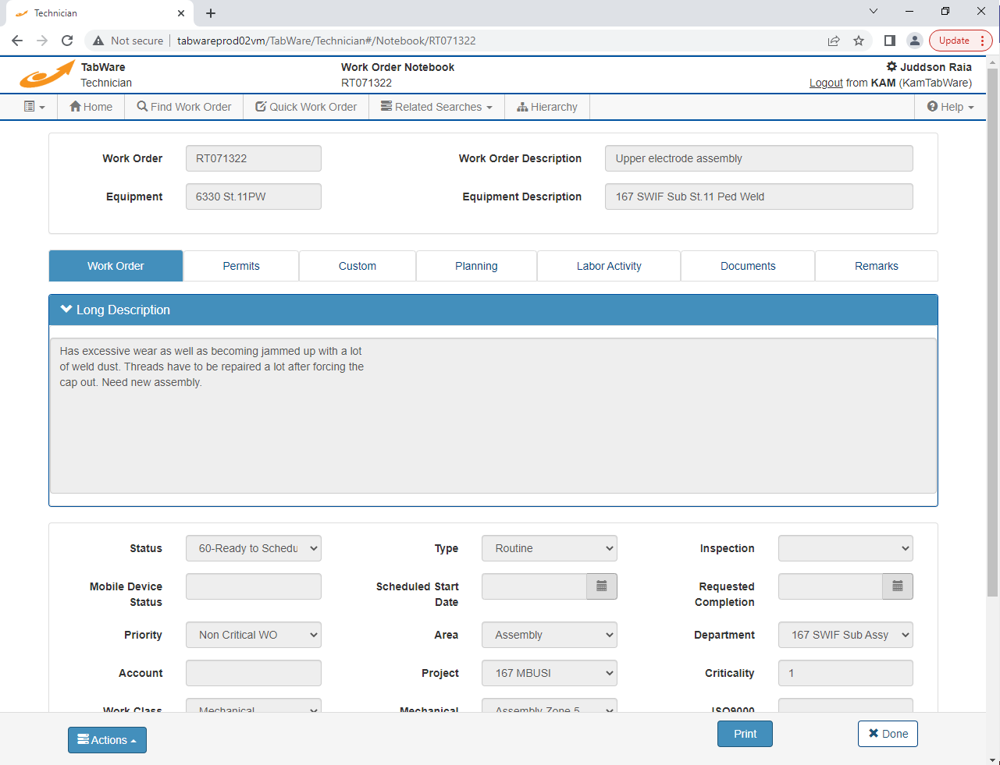 Technician
Not secure
tabwareprod02vm/TabWare/Technician#/Notebook/RT071322
Update
TabWare
Technician
Work Order Notebook
RT071322
Juddson Raia
Logout from KAM (KamTabWare)
Home
Find Work Order
Quick Work Order
Related Searches
Hierarchy
Help
Work Order
RT071322
Work Order Description
Upper electrode assembly
Equipment
6330 St.11PW
Equipment Description
167 SWIF Sub St.11 Ped Weld
Work Order
Permits
Custom
Planning
Labor Activity
Documents
Remarks
Long Description
Has excessive wear as well as becoming jammed up with a lot
of weld dust. Threads have to be repaired a lot after forcing the
cap out. Need new assembly.
Status
60-Ready to Schedu
Type
Routine
Inspection
Mobile Device
Status
Scheduled Start
Date
Requested
Completion
Priority
Non Critical WO
Area
Assembly
Department
167 SWIF Sub Assy
Account
Project
167 MBUSI
Criticality
1
Work Class
Mechanical
Mechanical
Assembly Zone 5
ISO9000
Actions
Print
Done